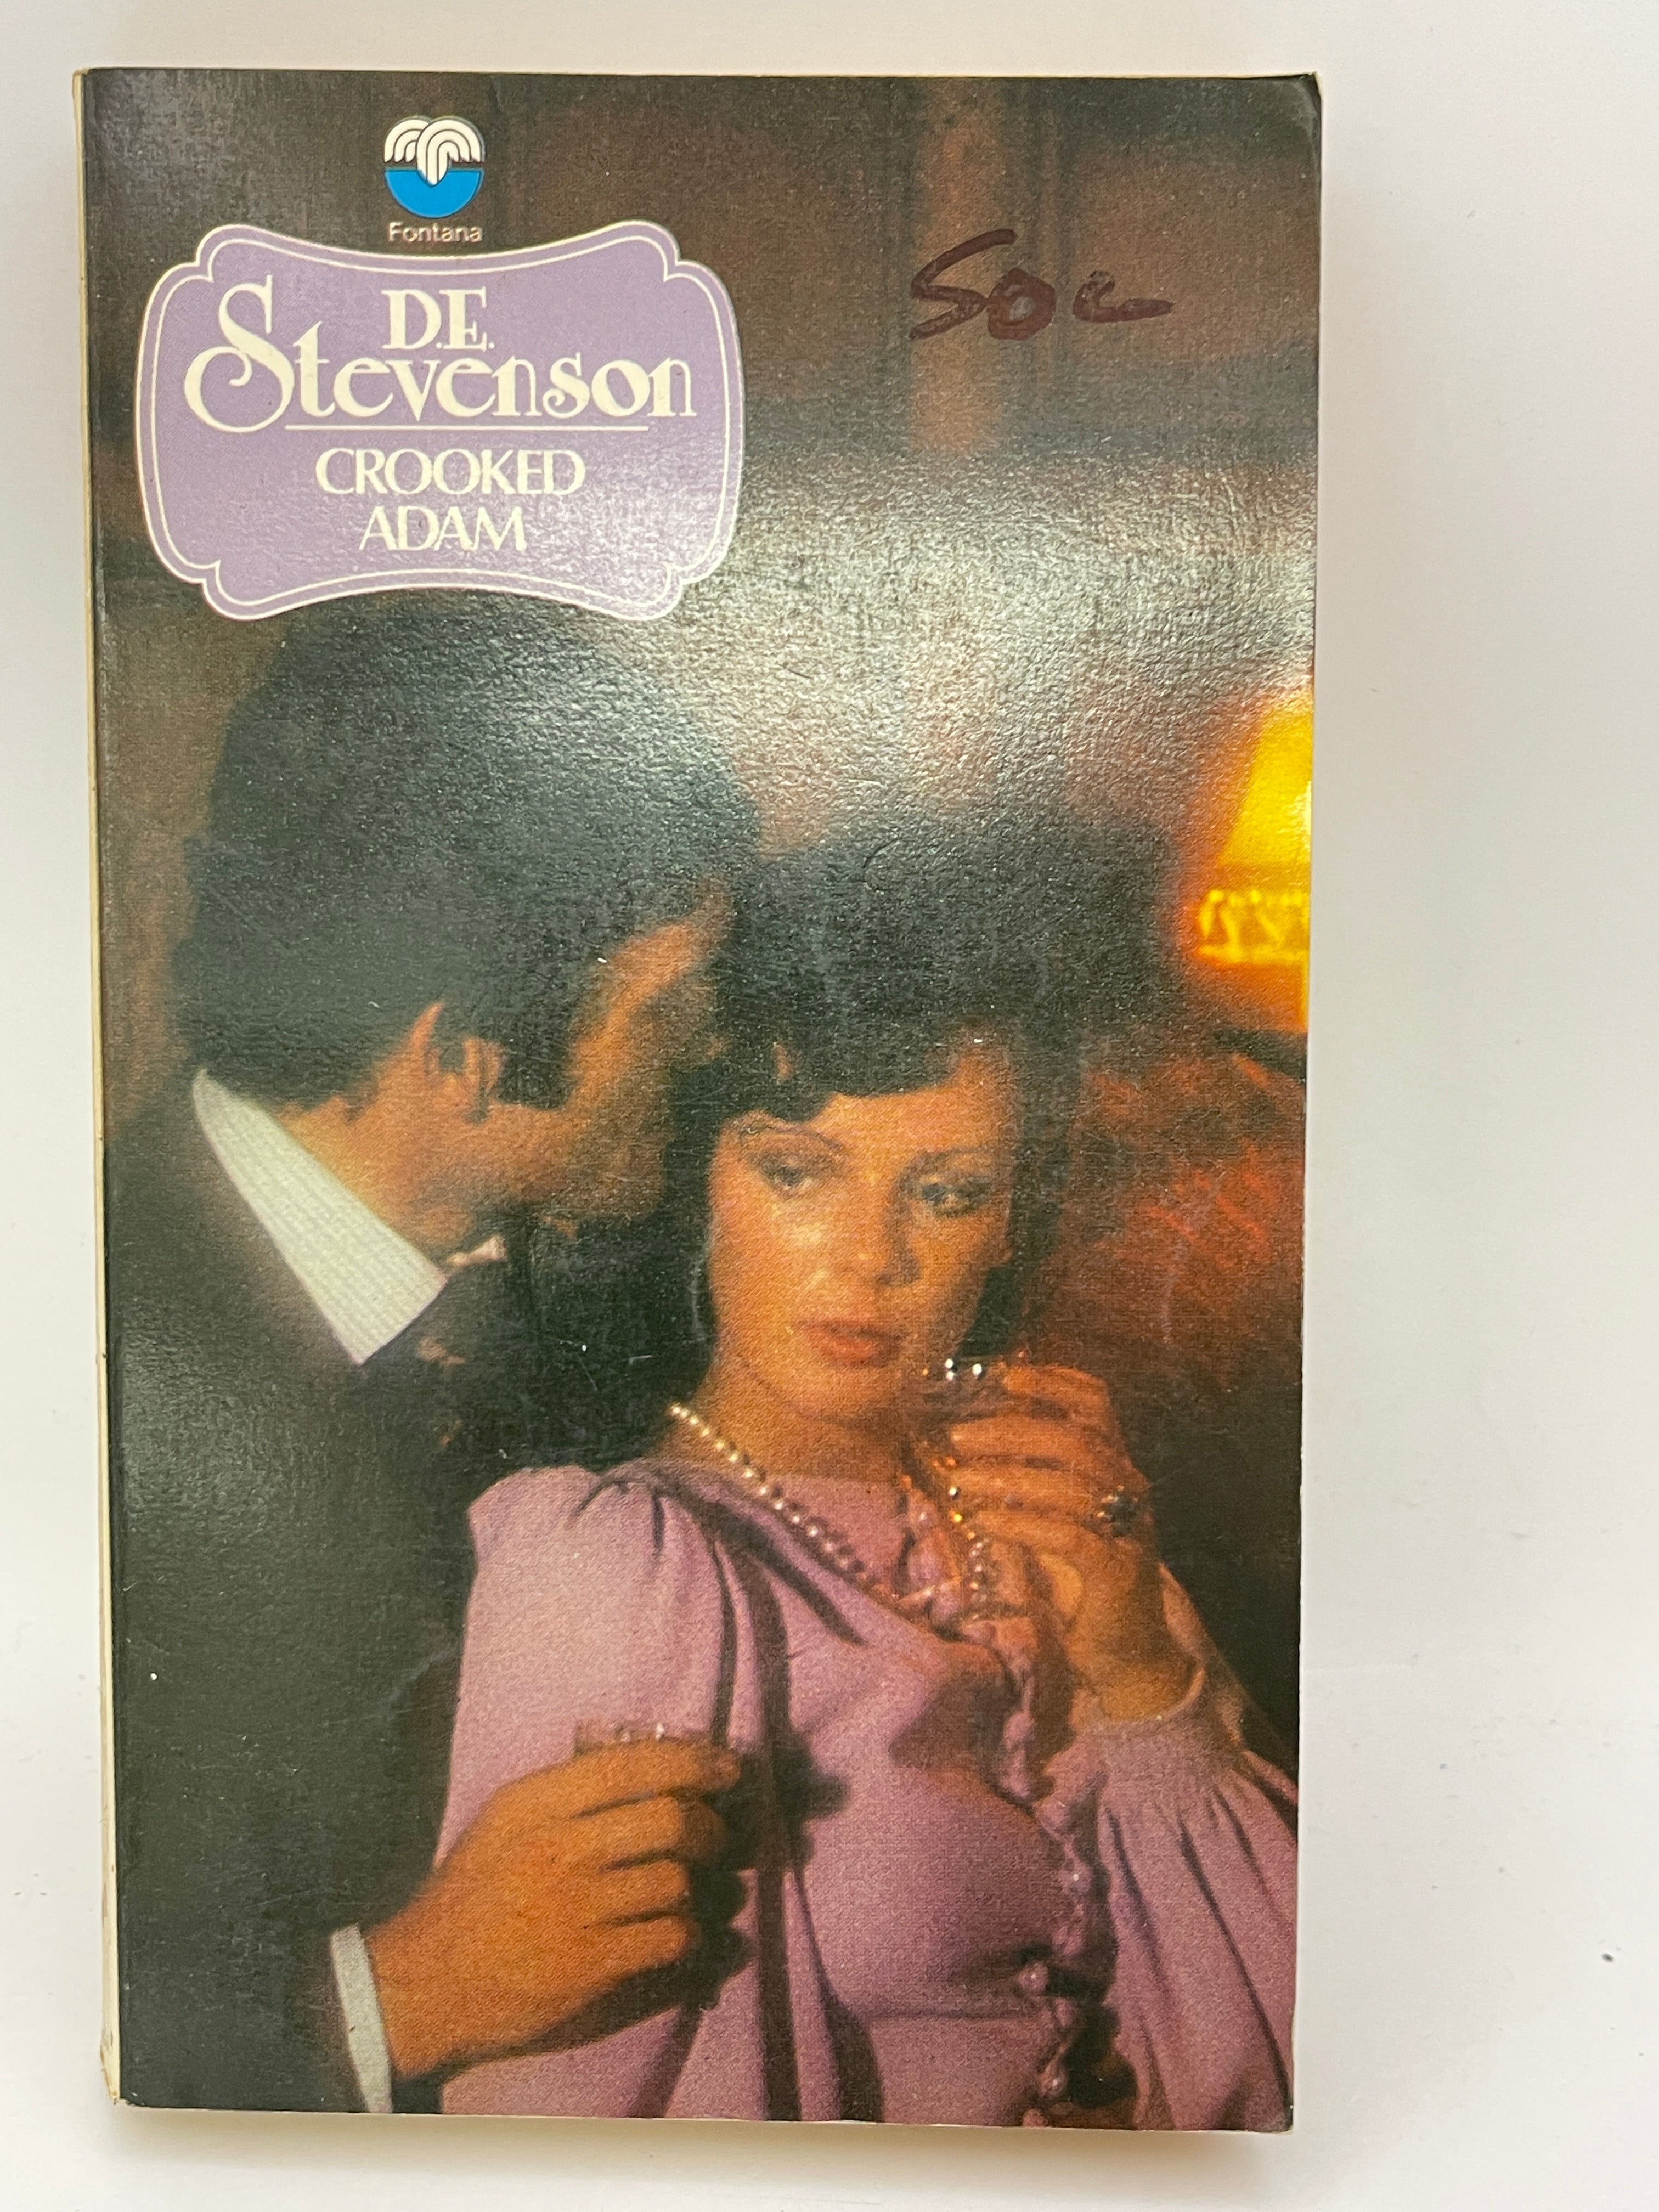 Fontana
D.E.
Stevenson
CROOKED
ADAM
50c